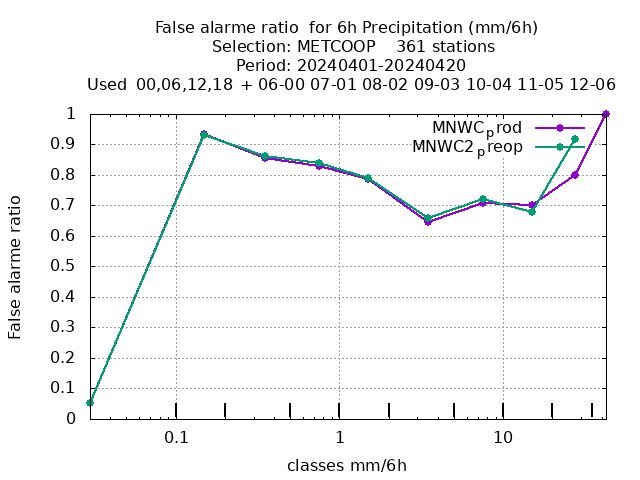 False alarme ratio  for 6h Precipitation (mm/6h)
Selection: METCOOP    361 stations
Period: 20240401-20240420
Used  00,06,12,18  + 06-00 07-01 08-02 09-03 10-04 11-05 12-06
MNWCprod
MNWC2preop
1
0.9
0.8
0.7
0.6
0.5
0.4
0.3
0.2
0.1
0
False alarme ratio
0.1 1 10
classes mm/6h